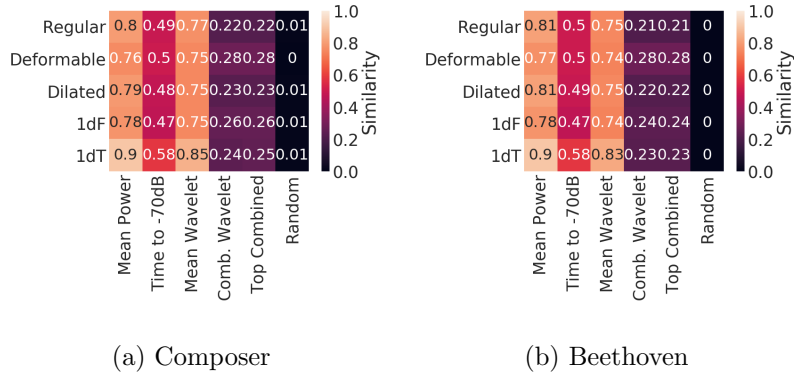 Regular 0.8 0.49 0.77 0.22 0.22 0.01
Deformable 0.76 0.5 0.75 0.28 0.28 0
Dilated 0.79 0.48 0.75 0.23 0.23 0.01
1dF 0.78 0.47 0.75 0.26 0.26 0.01
1dT 0.9 0.58 0.85 0.24 0.25 0.01
Mean Power
Time to -70dB
Mean Wavelet
Comb. Wavelet
Top Combined
Random
1.0
0.8
0.6
0.4
0.2
0.0
Similarity
(a) Composer
Regular 0.81 0.5 0.75 0.21 0.21 0
Deformable 0.77 0.5 0.74 0.28 0.28 0
Dilated 0.81 0.49 0.75 0.22 0.22 0
1dF 0.78 0.47 0.74 0.24 0.24 0
1dT 0.9 0.58 0.83 0.23 0.23 0
Mean Power
Time to -70dB
Mean Wavelet
Comb. Wavelet
Top Combined
Random
1.0
0.8
0.6
0.4
0.2
0.0
Similarity
(b) Beethoven